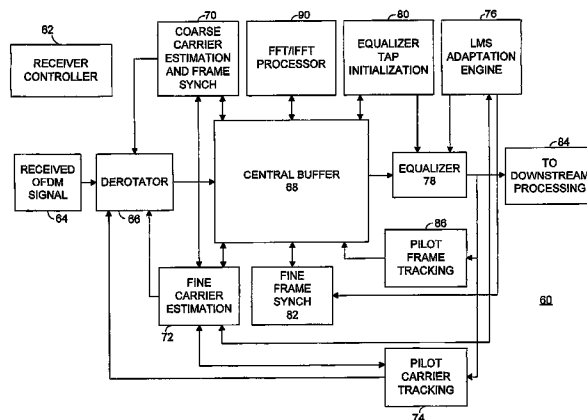 62
RECEIVER
CONTROLLER
70
COARSE
CARRIER
ESTIMATION
AND FRAME
SYNCH
90
FFT/IFFT
PROCESSOR
80
EQUALIZER
TAP
INITIALIZATION
76
LMS
ADAPTATION
ENGINE
RECEIVED
OFDM
SIGNAL
64
DEROTATOR
66
CENTRAL BUFFER
68
EQUALIZER
78
84
TO
DOWNSTREAM
PROCESSING
86
PILOT
FRAME
TRACKING
FINE
CARRIER
ESTIMATION
72
FINE
FRAME
SYNCH
82
60
PILOT
CARRIER
TRACKING
74